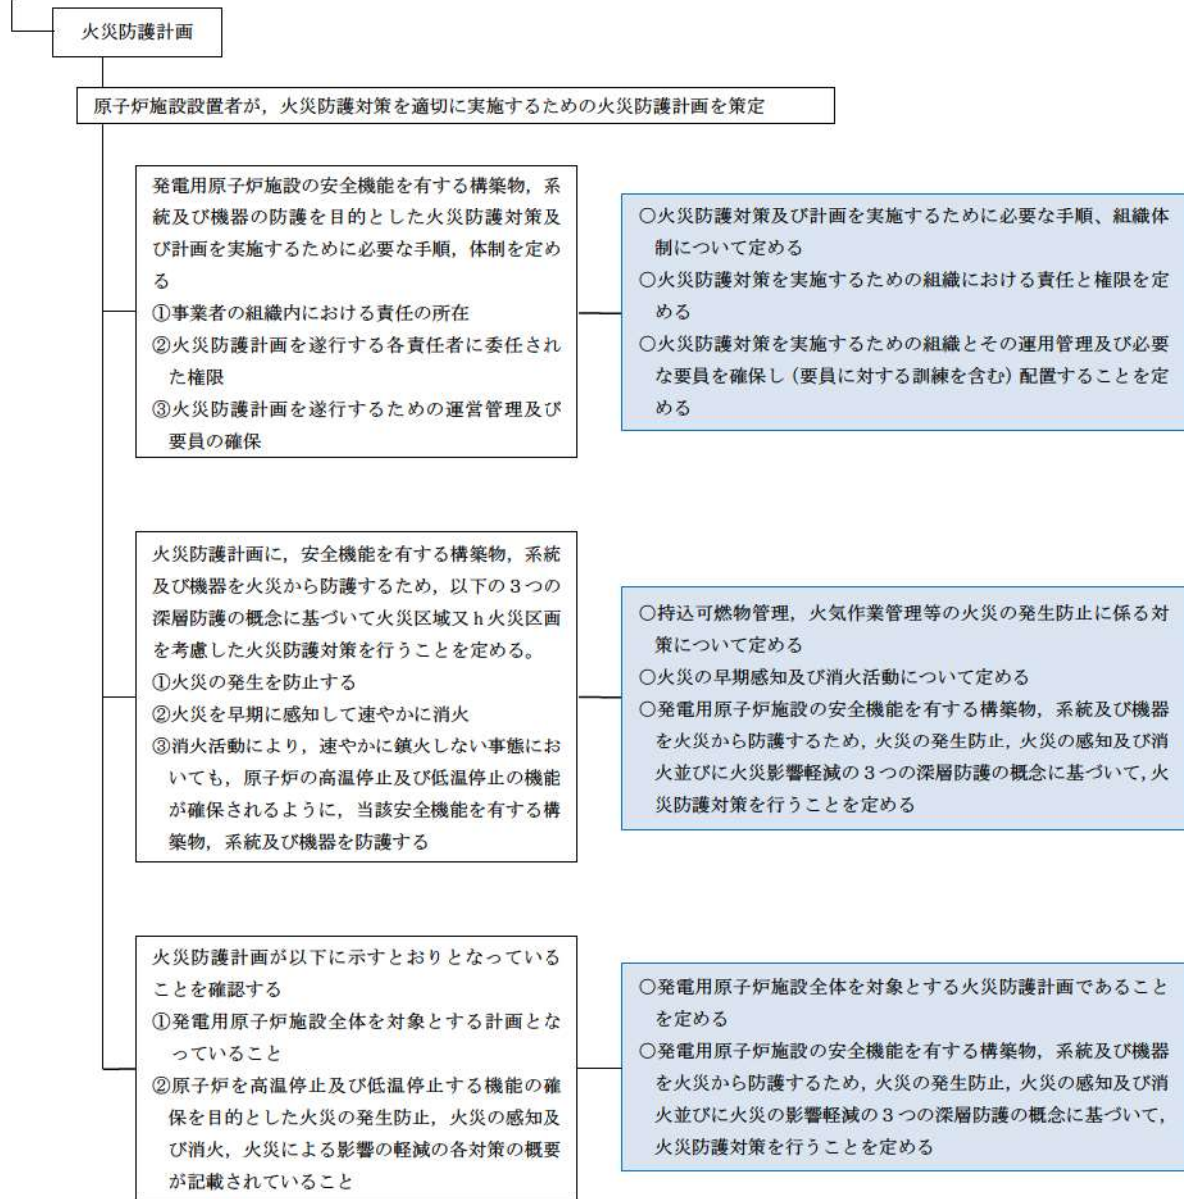 火災防護計画
原子炉施設設置者が，火災防護対策を適切に実施するための火災防護計画を策定
発電用原子炉施設の安全機能を有する構築物，系
統及び機器の防護を目的とした火災防護対策及
び計画を実施するために必要な手順，体制を定め
る
①事業者の組織内における責任の所在
②火災防護計画を遂行する各責任者に委任され
た権限
③火災防護計画を遂行するための運営管理及び
要員の確保
○火災防護対策及び計画を実施するために必要な手順、組織体
制について定める
○火災防護対策を実施するための組織における責任と権限を定
める
○火災防護対策を実施するための組織とその運用管理及び必要
な要員を確保し（要員に対する訓練を含む）配置することを定
める
火災防護計画に，安全機能を有する構築物，系統
及び機器を火災から防護するため，以下の３つの
深層防護の概念に基づいて火災区域又ｈ火災区画
を考慮した火災防護対策を行うことを定める。
①火災の発生を防止する
②火災を早期に感知して速やかに消火
③消火活動により，速やかに鎮火しない事態にお
いても，原子炉の高温停止及び低温停止の機能
が確保されるように，当該安全機能を有する構
築物，系統及び機器を防護する
○持込可燃物管理，火気作業管理等の火災の発生防止に係る対
策について定める
○火災の早期感知及び消火活動について定める
○発電用原子炉施設の安全機能を有する構築物，系統及び機器
を火災から防護するため，火災の発生防止，火災の感知及び消
火並びに火災影響軽減の３つの深層防護の概念に基づいて，火
災防護対策を行うことを定める
火災防護計画が以下に示すとおりとなっている
ことを確認する
①発電用原子炉施設全体を対象とする計画とな
っていること
②原子炉を高温停止及び低温停止する機能の確
保を目的とした火災の発生防止，火災の感知及
び消火，火災による影響の軽減の各対策の概要
が記載されていること
○発電用原子炉施設全体を対象とする火災防護計画であること
を定める
○発電用原子炉施設の安全機能を有する構築物，系統及び機器
を火災から防護するため，火災の発生防止，火災の感知及び消
火並びに火災の影響軽減の３つの深層防護の概念に基づいて，
火災防護対策を行うことを定める